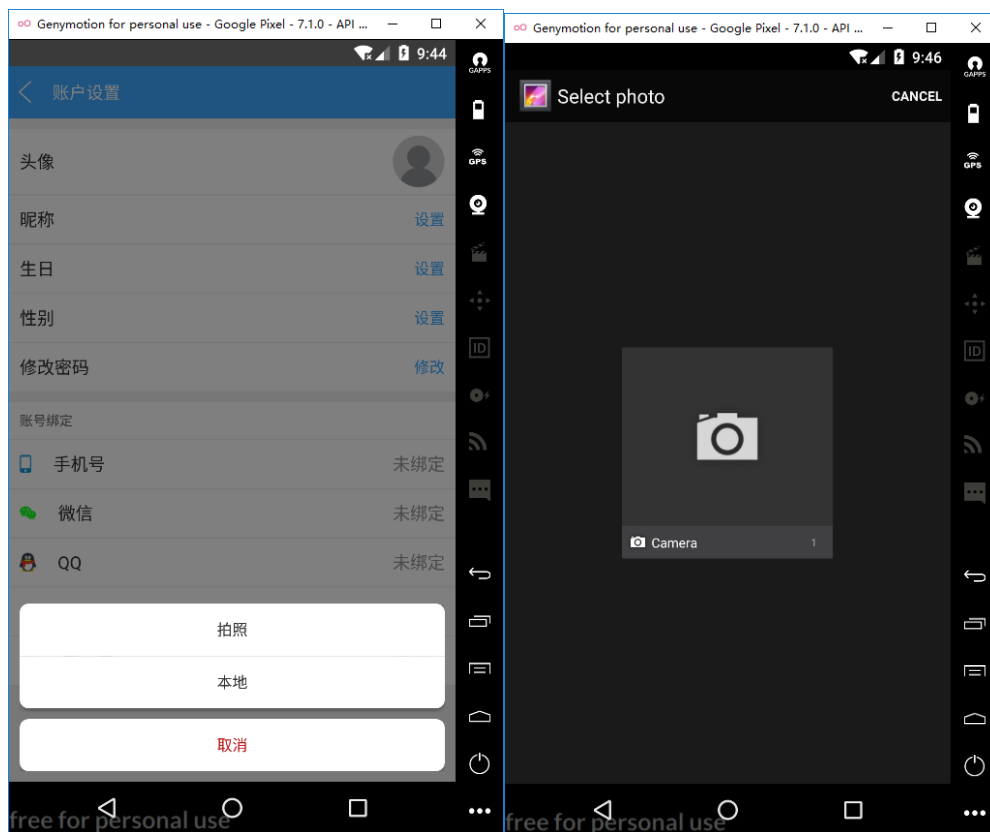 Genymotion for personal use - Google Pixel - 7.1.0 - API ...
9:44
GAPPS
账户设置
头像
GPS
昵称 设置
生日 设置
性别 设置
ID
修改密码 修改
账号绑定
手机号 未绑定
微信 未绑定
QQ 未绑定
拍照
本地
取消
free for personal use
Genymotion for personal use - Google Pixel - 7.1.0 - API ...
9:46
GAPPS
Select photo CANCEL
GPS
ID
Camera 1
free for personal use